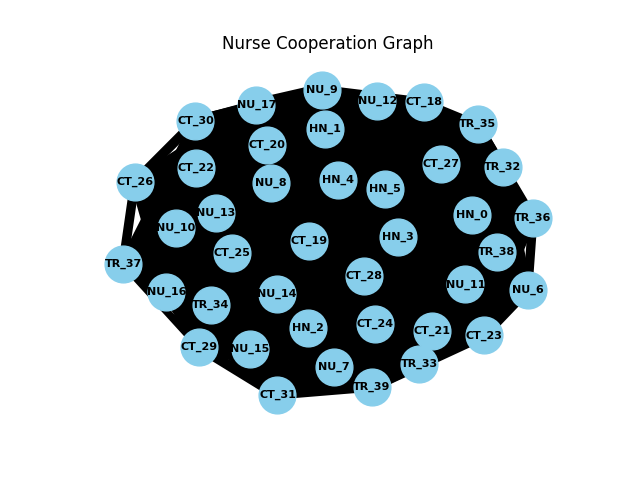 Nurse Cooperation Graph
NU_9
NU_17
NU_12
CT_18
CT_30
HN_1
TR_35
CT_20
CT_27
CT_22
TR_32
CT_26
NU_8
HN_4
HN_5
NU_13
HN_0
TR_36
NU_10
CT_19
HN_3
CT_25
TR_38
TR_37
CT_28
NU_11
NU_6
NU_16
NU_14
TR_34
HN_2
CT_24
CT_21
CT_23
CT_29
NU_15
NU_7
TR_33
TR_39
CT_31